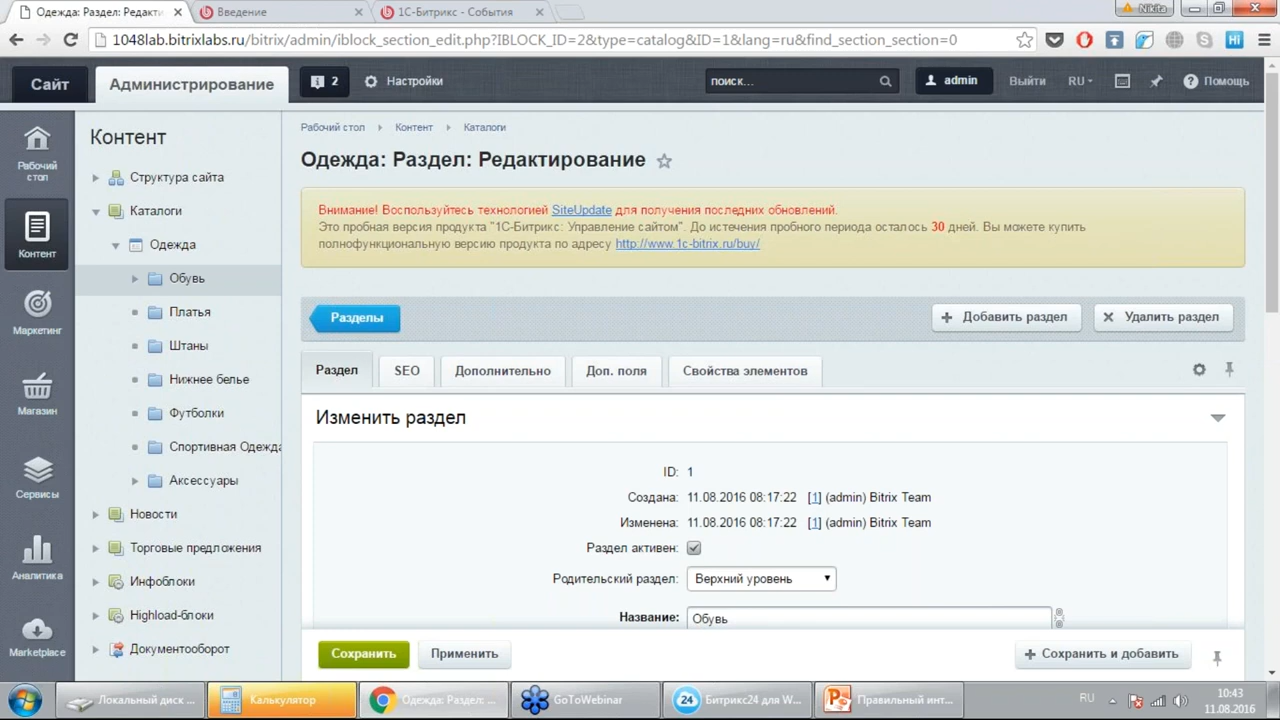 Одежда: Раздел: Редакти
Введение
1С-Битрикс - События
Nikita
1048lab.bitrixlabs.ru/bitrix/admin/iblock_section_edit.php?IBLOCK_ID=2&type=catalog&ID=1&lang=ru&find_section_section=0
Hi
Сайт
Администрирование
2
Настройки
поиск...
admin
Выйти
RU
Помощь
Рабочий стол
Контент
Маркетинг
Магазин
Сервисы
Аналитика
Marketplace
Контент
Структура сайта
Каталоги
Одежда
Обувь
Платья
Штаны
Нижнее белье
Футболки
Спортивная Одежда
Аксессуары
Новости
Торговые предложения
Инфоблоки
Highload-блоки
Документооборот
Рабочий стол Контент Каталоги
Одежда: Раздел: Редактирование
Внимание! Воспользуйтесь технологией SiteUpdate для получения последних обновлений.
Это пробная версия продукта "1С-Битрикс: Управление сайтом". До истечения пробного периода осталось 30 дней. Вы можете купить
полнофункциональную версию продукта по адресу http://www.1c-bitrix.ru/buy/
Разделы
Добавить раздел
Удалить раздел
Раздел
SEO
Дополнительно
Доп. поля
Свойства элементов
Изменить раздел
ID: 1
Создана: 11.08.2016 08:17:22 [1] (admin) Bitrix Team
Изменена: 11.08.2016 08:17:22 [1] (admin) Bitrix Team
Раздел активен:
Родительский раздел: Верхний уровень
Название: Обувь
Сохранить
Применить
Сохранить и добавить
Локальный диск ...
Калькулятор
Одежда: Раздел: ...
GoToWebinar
24
Битрикс24 для W...
Правильный инт...
RU
10:43
11.08.2016